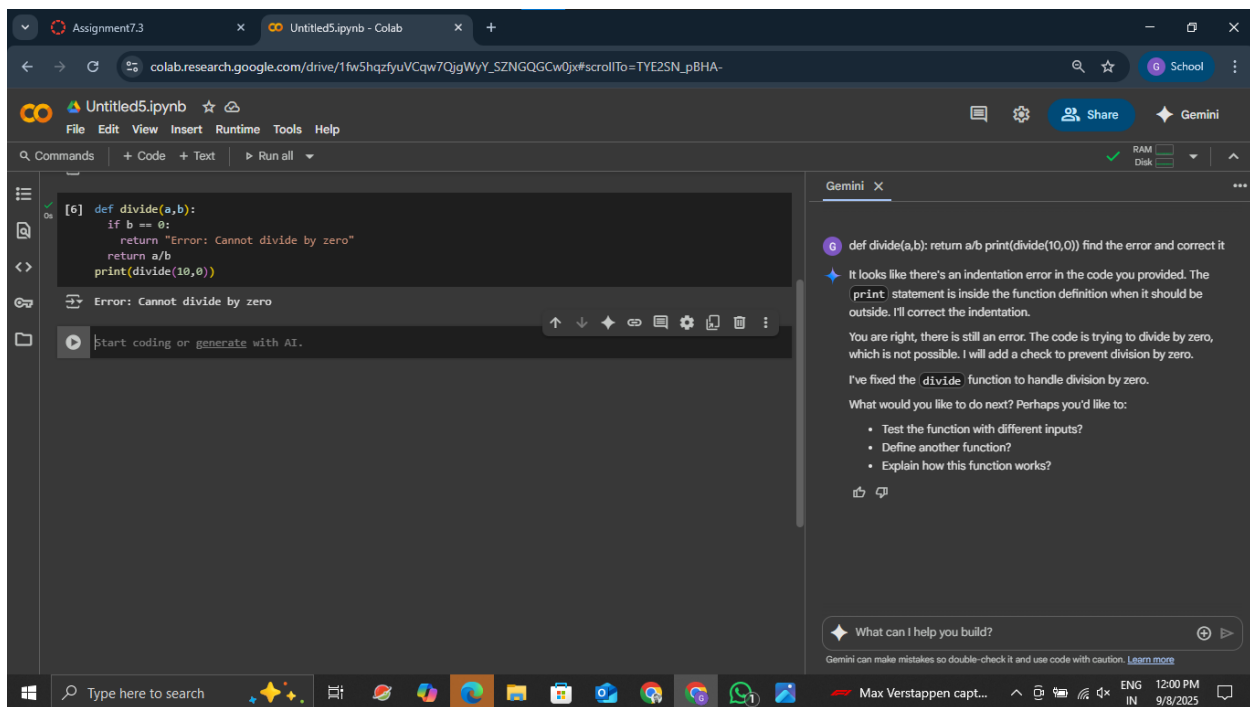 Assignment7.3
Untitled5.ipynb - Colab
colab.research.google.com/drive/1fw5hqzfyuVCqw7QjgWyY_SZNGQGCw0jx#scrollTo=TYE2SN_pBHA-
G School
Untitled5.ipynb
File Edit View Insert Runtime Tools Help
Share
Gemini
Commands + Code + Text Run all
RAM
Disk
Gemini
[6] def divide(a,b):
0s
if b == 0:
return "Error: Cannot divide by zero"
return a/b
print(divide(10,0))
Error: Cannot divide by zero
Start coding or generate with AI.
G def divide(a,b): return a/b print(divide(10,0)) find the error and correct it
It looks like there's an indentation error in the code you provided. The
print statement is inside the function definition when it should be
outside. I'll correct the indentation.
You are right, there is still an error. The code is trying to divide by zero,
which is not possible. I will add a check to prevent division by zero.
I've fixed the divide function to handle division by zero.
What would you like to do next? Perhaps you'd like to:
• Test the function with different inputs?
• Define another function?
• Explain how this function works?
What can I help you build?
Gemini can make mistakes so double-check it and use code with caution. Learn more
Type here to search
Max Verstappen capt...
ENG
IN
12:00 PM
9/8/2025